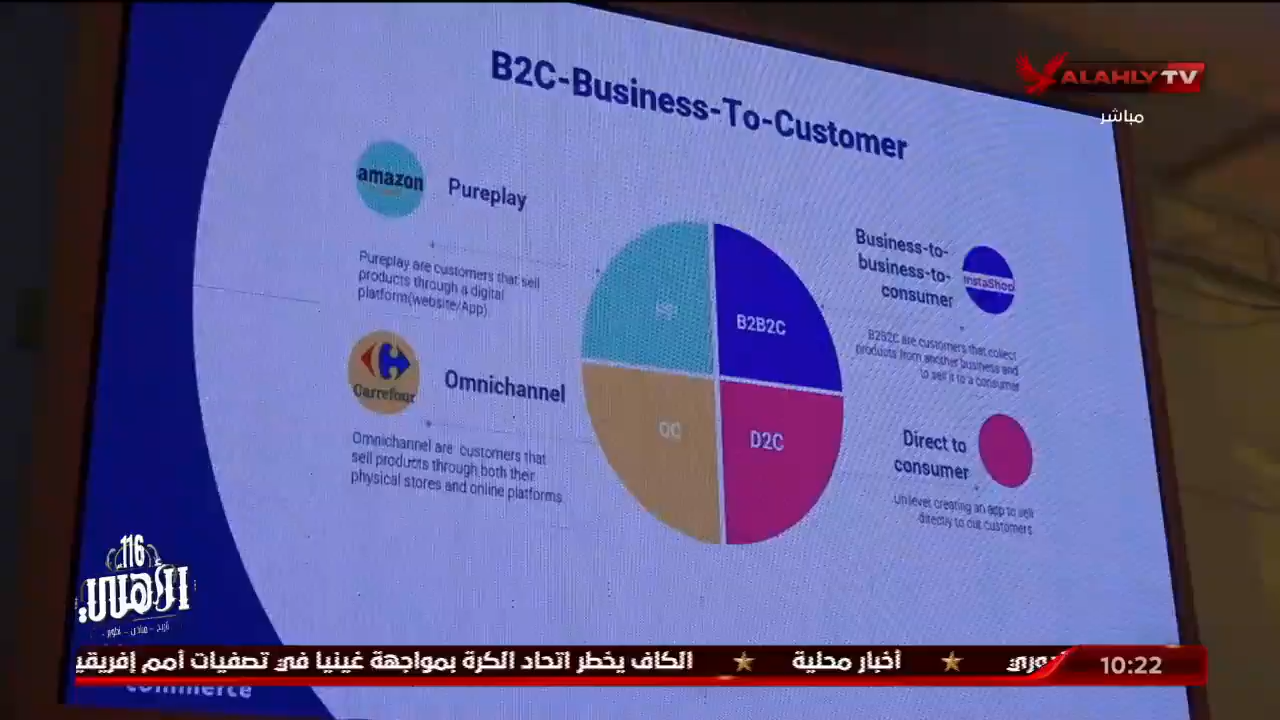 B2C-Business-To-Customer
ALAHLY TV
مباشر
amazon
Pureplay
Pureplay are customers that sell
products through a digital
platform(website/App)
Carrefour
Omnichannel
Omnichannel are customers that
sell products through both their
physical stores and online platforms
B2B2C
OC
D2C
Business-to-
business-to-
consumer
InstaShop
B2B2C are customers that collect
products from another business and
to sell it to a consumer
Direct to
consumer
Unilever creating an app to sell
directly to out customers
116
الأهلي
commerce
الكاف يخطر اتحاد الكرة بمواجهة غينيا في تصفيات أمم إفريقي
أخبار محلية
10:22